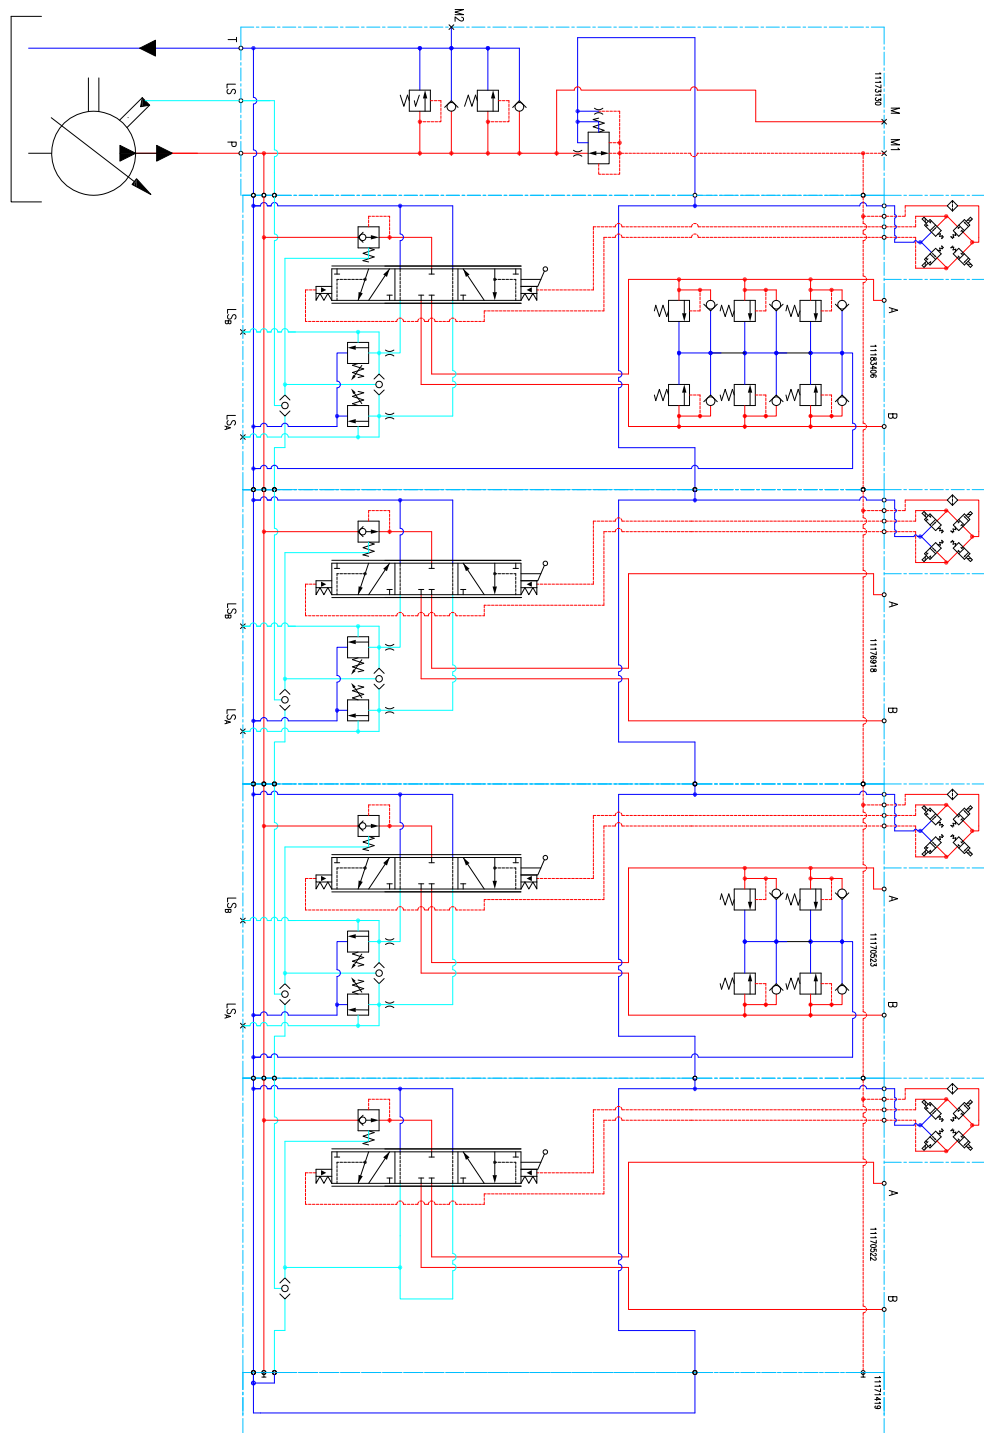 T
M2
11173130
M
LS
P
M1
LSB
A
11183406
LSA
B
LSB
A
11176918
LSA
B
LSB
A
11170523
LSA
B
A
11170522
B
11171419